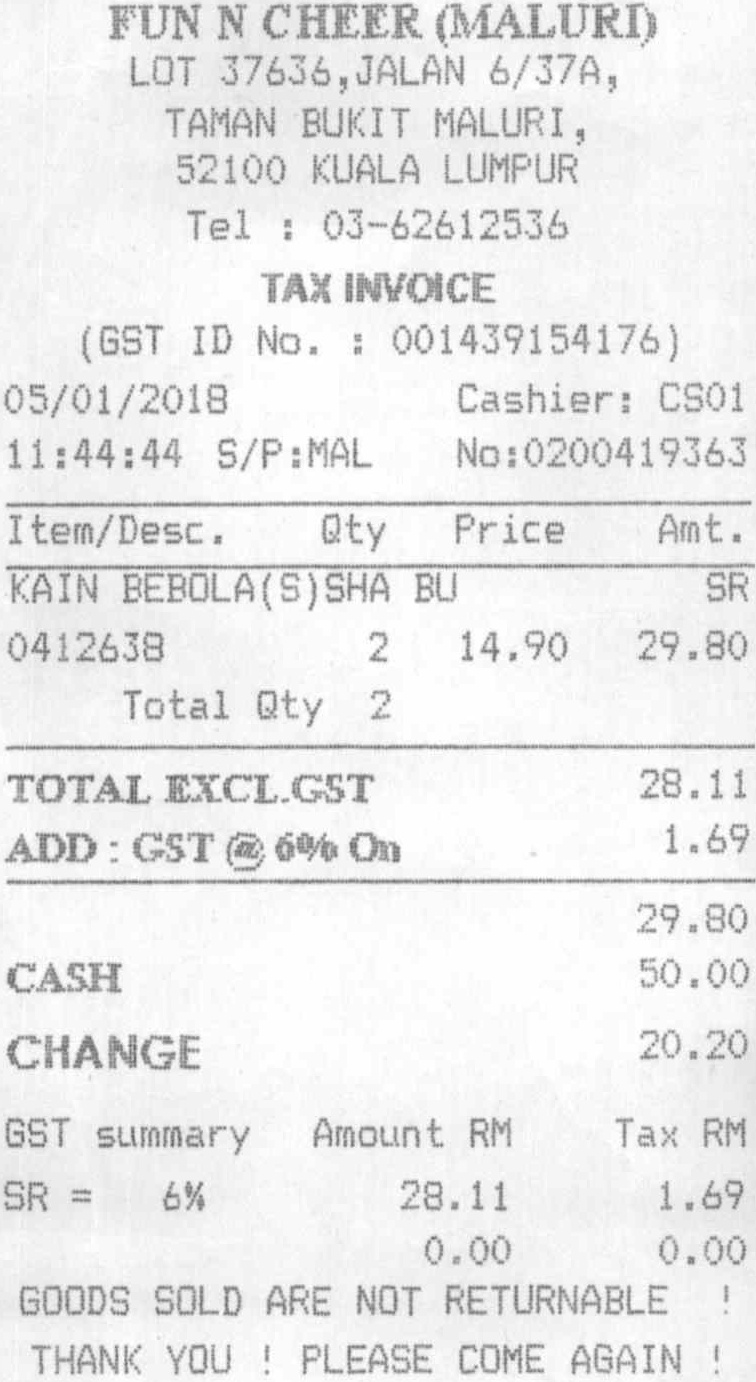 FUN N CHEER (MALURI)
LOT 37636,JALAN 6/37A,
TAMAN BUKIT MALURI,
52100 KUALA LUMPUR
Tel : 03-62612536
TAX INVOICE
(GST ID No. : 001439154176)
05/01/2018 Cashier: CS01
11:44:44 S/P:MAL No:0200419363
Item/Desc. Qty Price Amt.
KAIN BEBOLA(S)SHA BU SR
0412638 2 14.90 29.80
Total Qty 2
TOTAL EXCL.GST 28.11
ADD : GST @ 6% On 1.69
29.80
CASH 50.00
CHANGE 20.20
GST summary Amount RM Tax RM
SR = 6% 28.11 1.69
0.00 0.00
GOODS SOLD ARE NOT RETURNABLE !
THANK YOU ! PLEASE COME AGAIN !